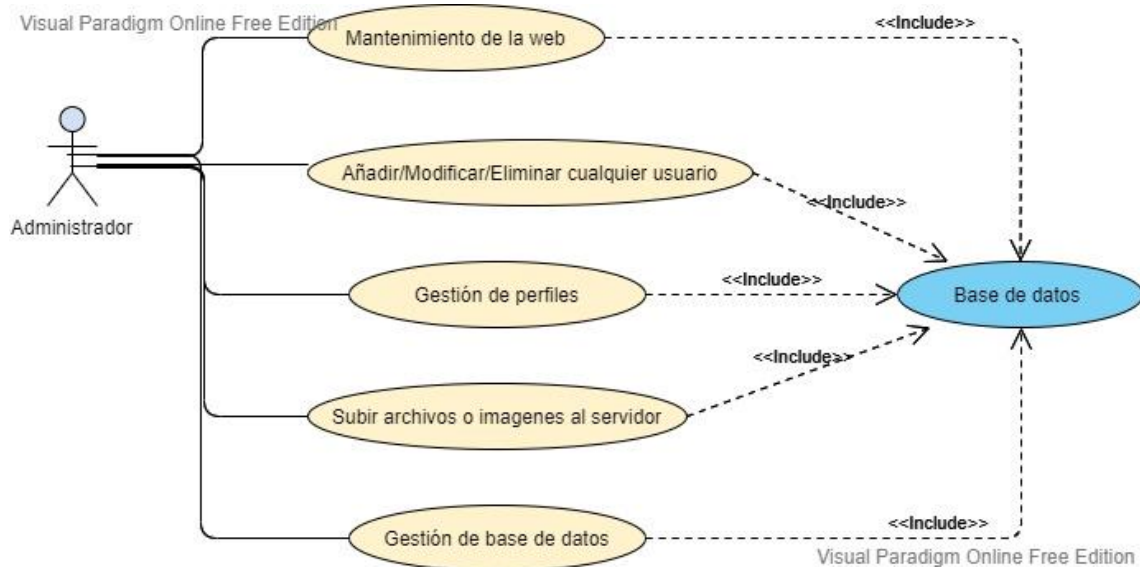 Visual Paradigm Online Free Edition
Mantenimiento de la web
<<Include>>
Administrador
Añadir/Modificar/Eliminar cualquier usuario
<<Include>>
Gestión de perfiles
<<Include>>
Base de datos
Subir archivos o imagenes al servidor
<<Include>>
Gestión de base de datos
<<Include>>
Visual Paradigm Online Free Edition